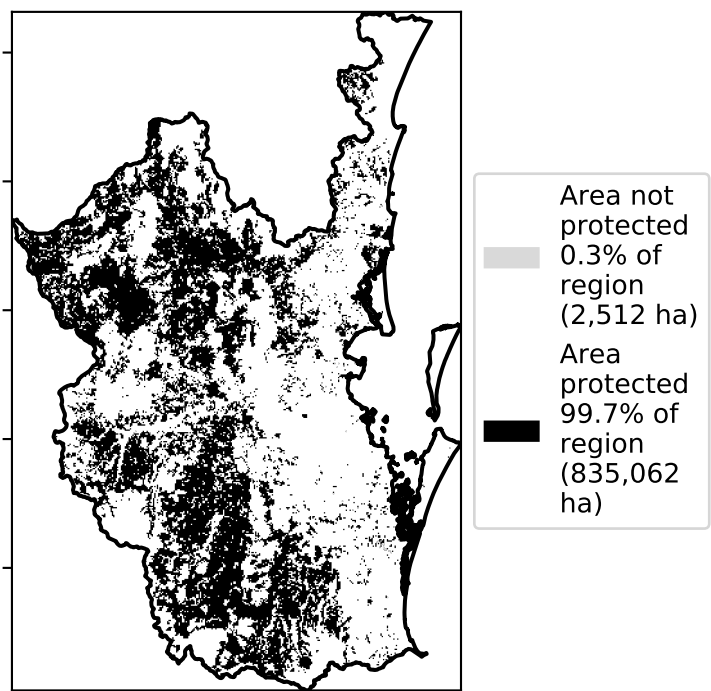 Area not
protected
0.3% of
region
(2,512 ha)
Area
protected
99.7% of
region
(835,062
ha)